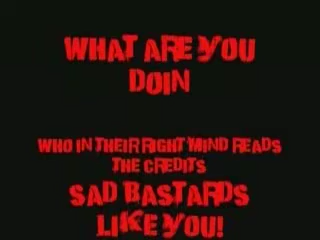 WHAT ARE YOU
DOIN
WHO IN THEIR RIGHT MIND READS
THE CREDITS
SAD BASTARDS
LIKE YOU!